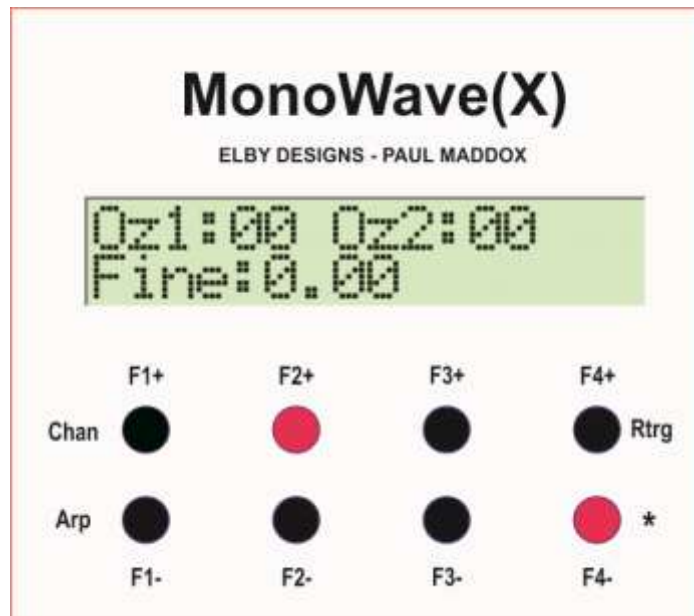 MonoWave(X)
ELBY DESIGNS - PAUL MADDOX
Oz1:00 Oz2:00
Fine:0.00
F1+ F2+ F3+ F4+
Chan Rtrg
Arp *
F1- F2- F3- F4-